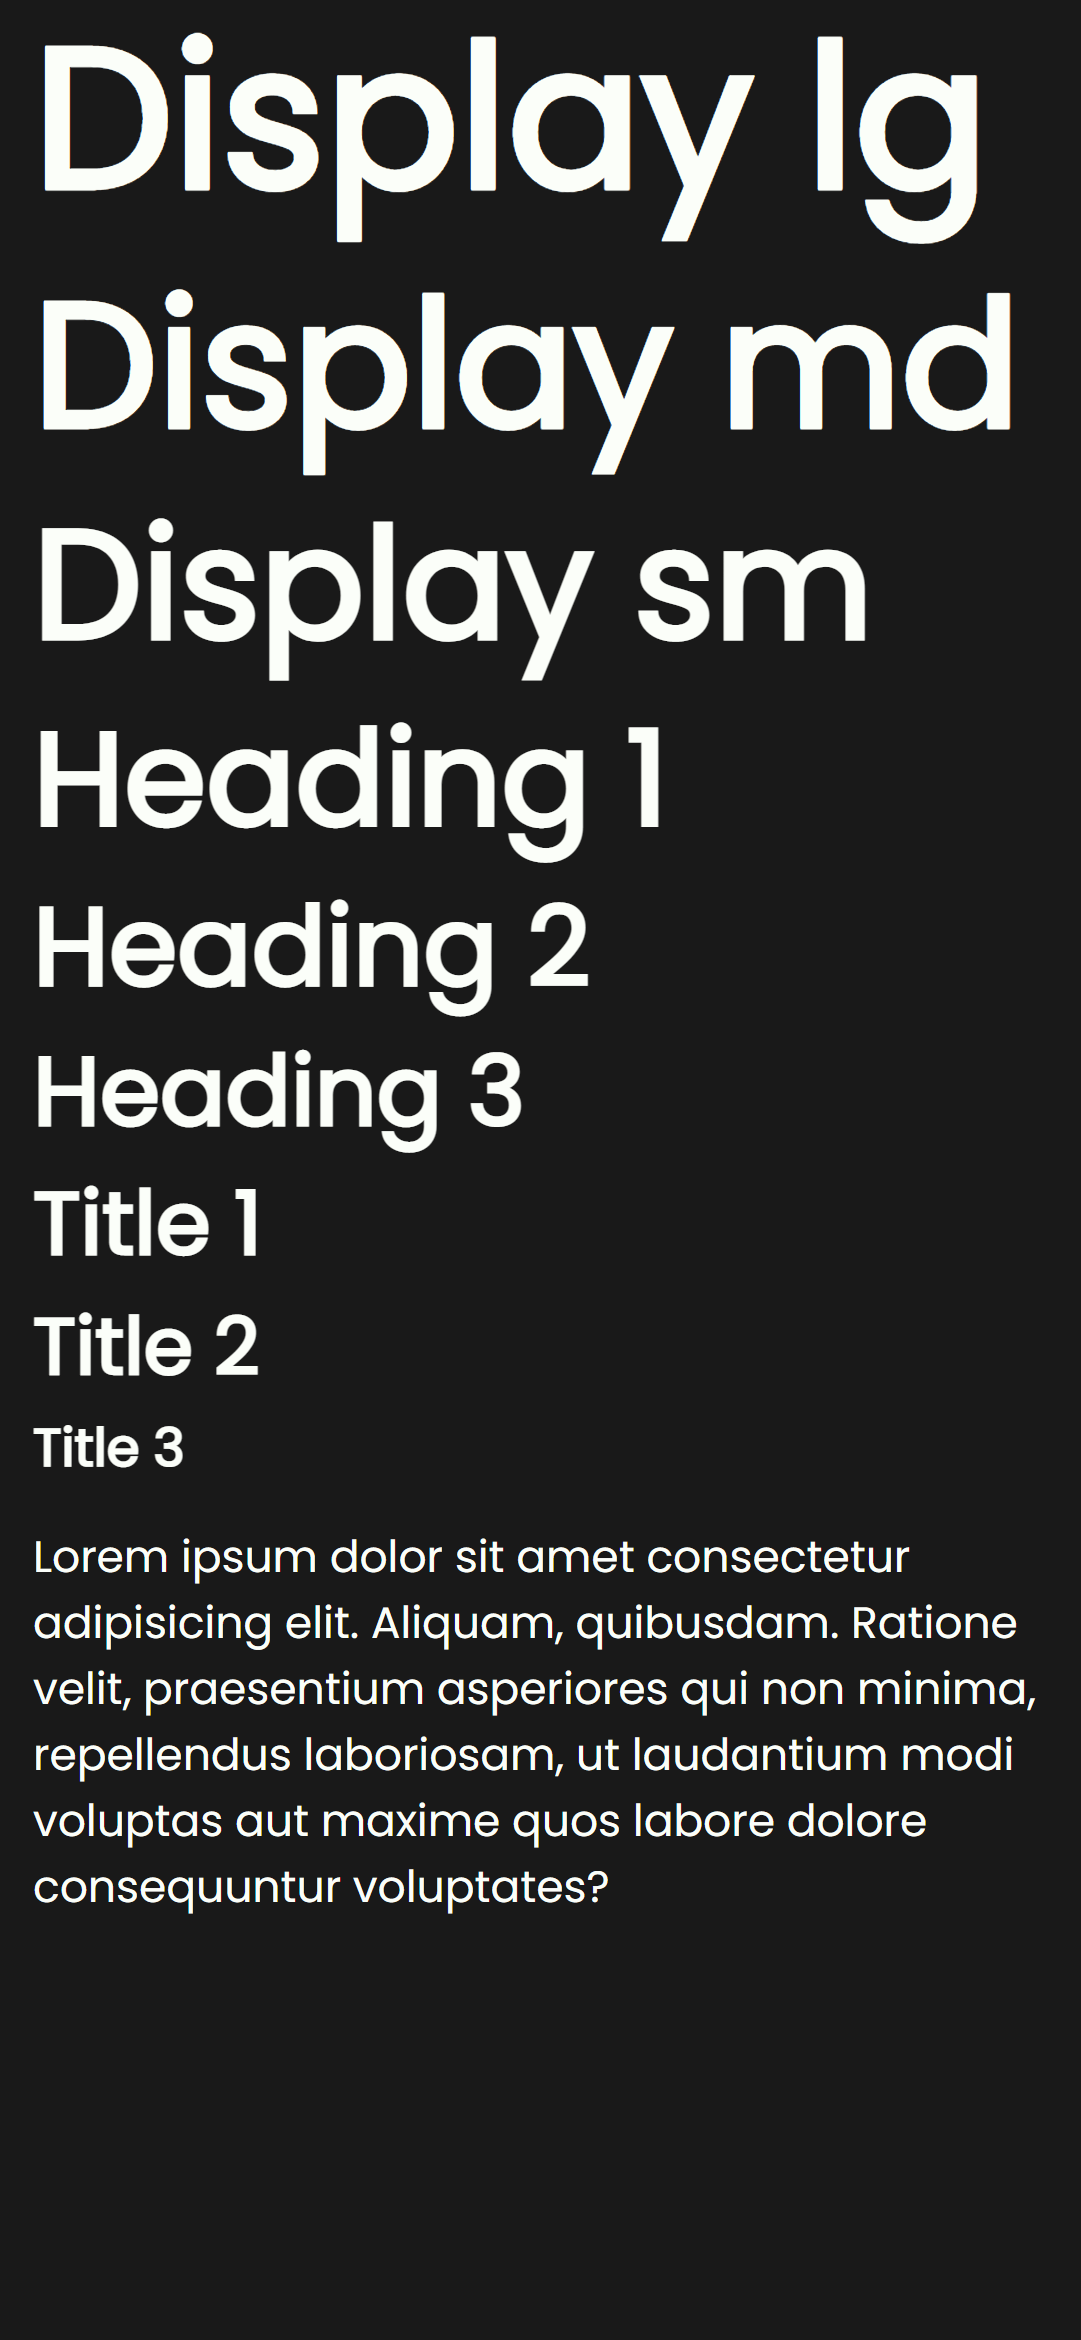 Display lg
Display md
Display sm
Heading 1
Heading 2
Heading 3
Title 1
Title 2
Title 3
Lorem ipsum dolor sit amet consectetur
adipisicing elit. Aliquam, quibusdam. Ratione
velit, praesentium asperiores qui non minima,
repellendus laboriosam, ut laudantium modi
voluptas aut maxime quos labore dolore
consequuntur voluptates?